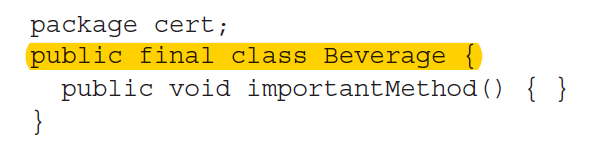 package cert;
public final class Beverage {
  public void importantMethod() { }
}